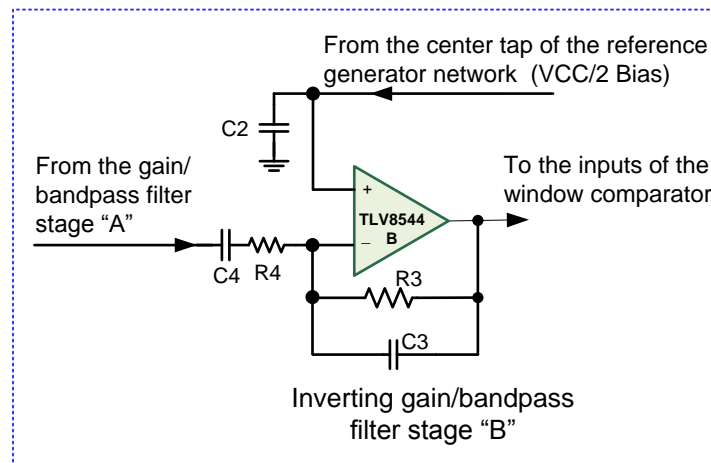 From the center tap of the reference
generator network (VCC/2 Bias)
C2
From the gain/
bandpass filter
stage “A”
To the inputs of the
window comparator
+
TLV8544
B
−
C4
R4
R3
C3
Inverting gain/bandpass
filter stage “B”